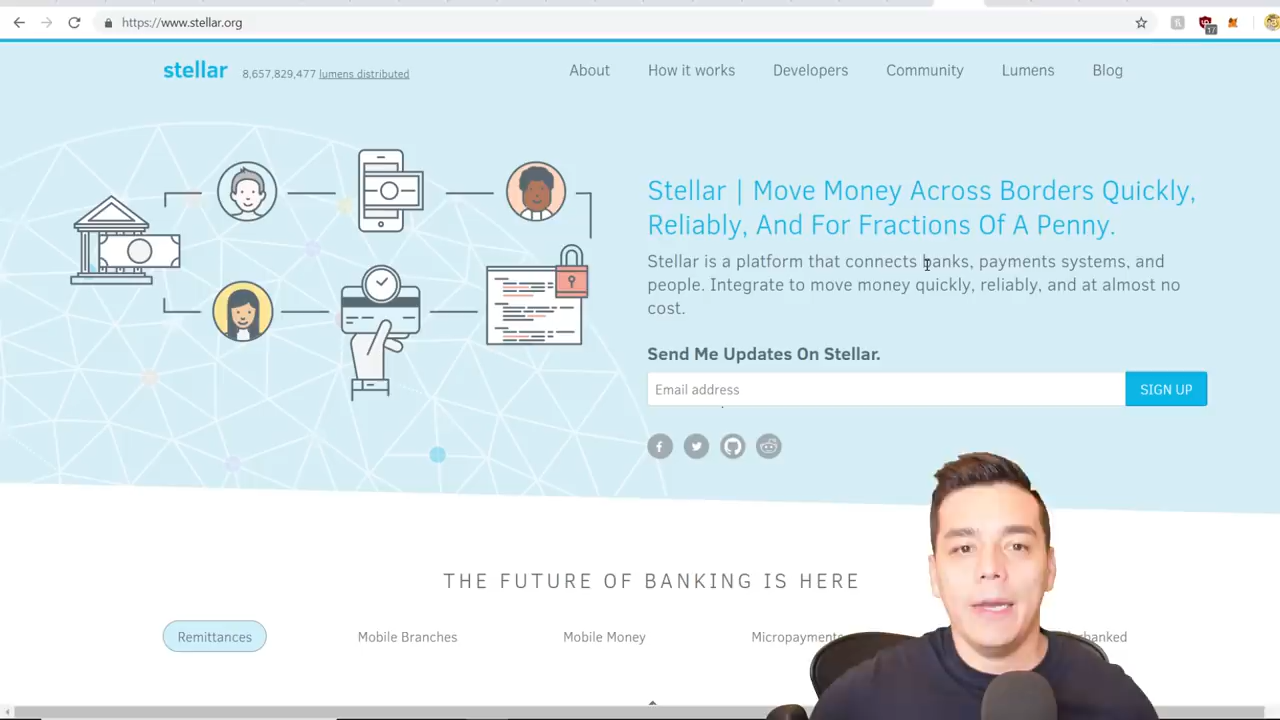 https://www.stellar.org
17
stellar 8,657,829,477 lumens distributed About How it works Developers Community Lumens Blog
Stellar | Move Money Across Borders Quickly,
Reliably, And For Fractions Of A Penny.
Stellar is a platform that connects banks, payments systems, and
people. Integrate to move money quickly, reliably, and at almost no
cost.
Send Me Updates On Stellar.
Email address SIGN UP
THE FUTURE OF BANKING IS HERE
Remittances Mobile Branches Mobile Money Micropayments